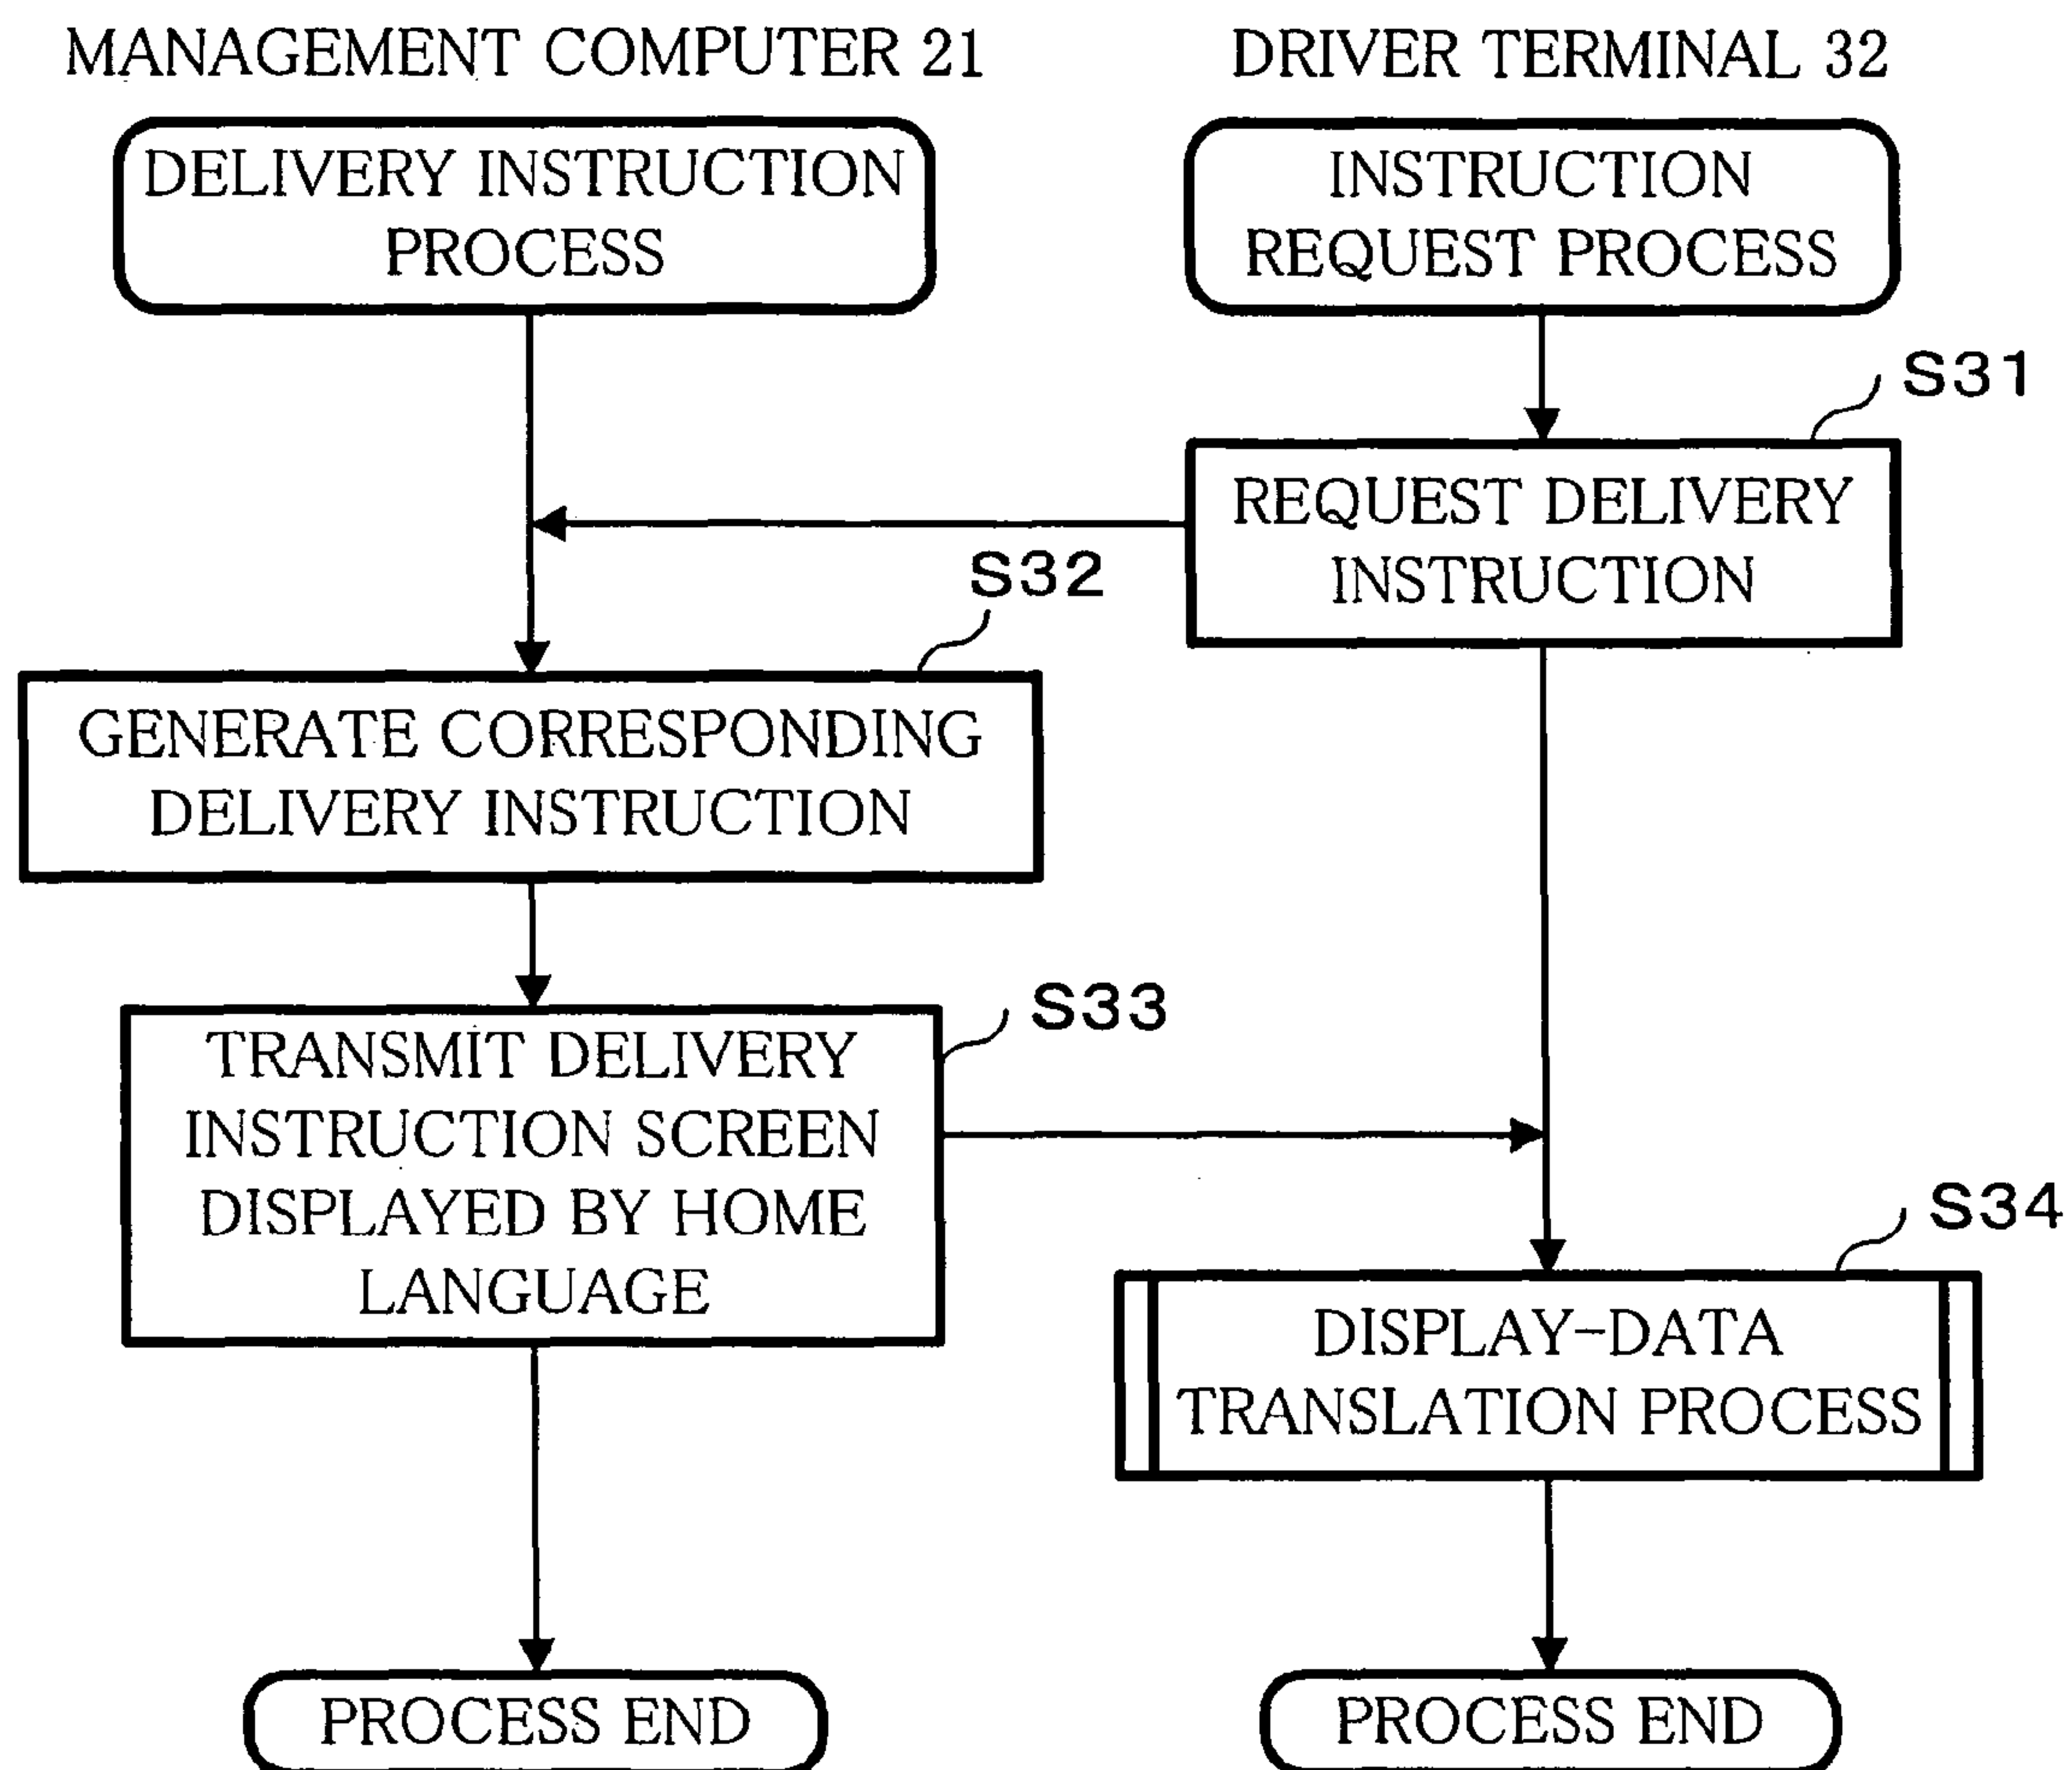 MANAGEMENT COMPUTER 21
DRIVER TERMINAL 32
DELIVERY INSTRUCTION
PROCESS
INSTRUCTION
REQUEST PROCESS
S31
REQUEST DELIVERY
INSTRUCTION
S32
GENERATE CORRESPONDING
DELIVERY INSTRUCTION
S33
TRANSMIT DELIVERY
INSTRUCTION SCREEN
DISPLAYED BY HOME
LANGUAGE
S34
DISPLAY-DATA
TRANSLATION PROCESS
PROCESS END
PROCESS END